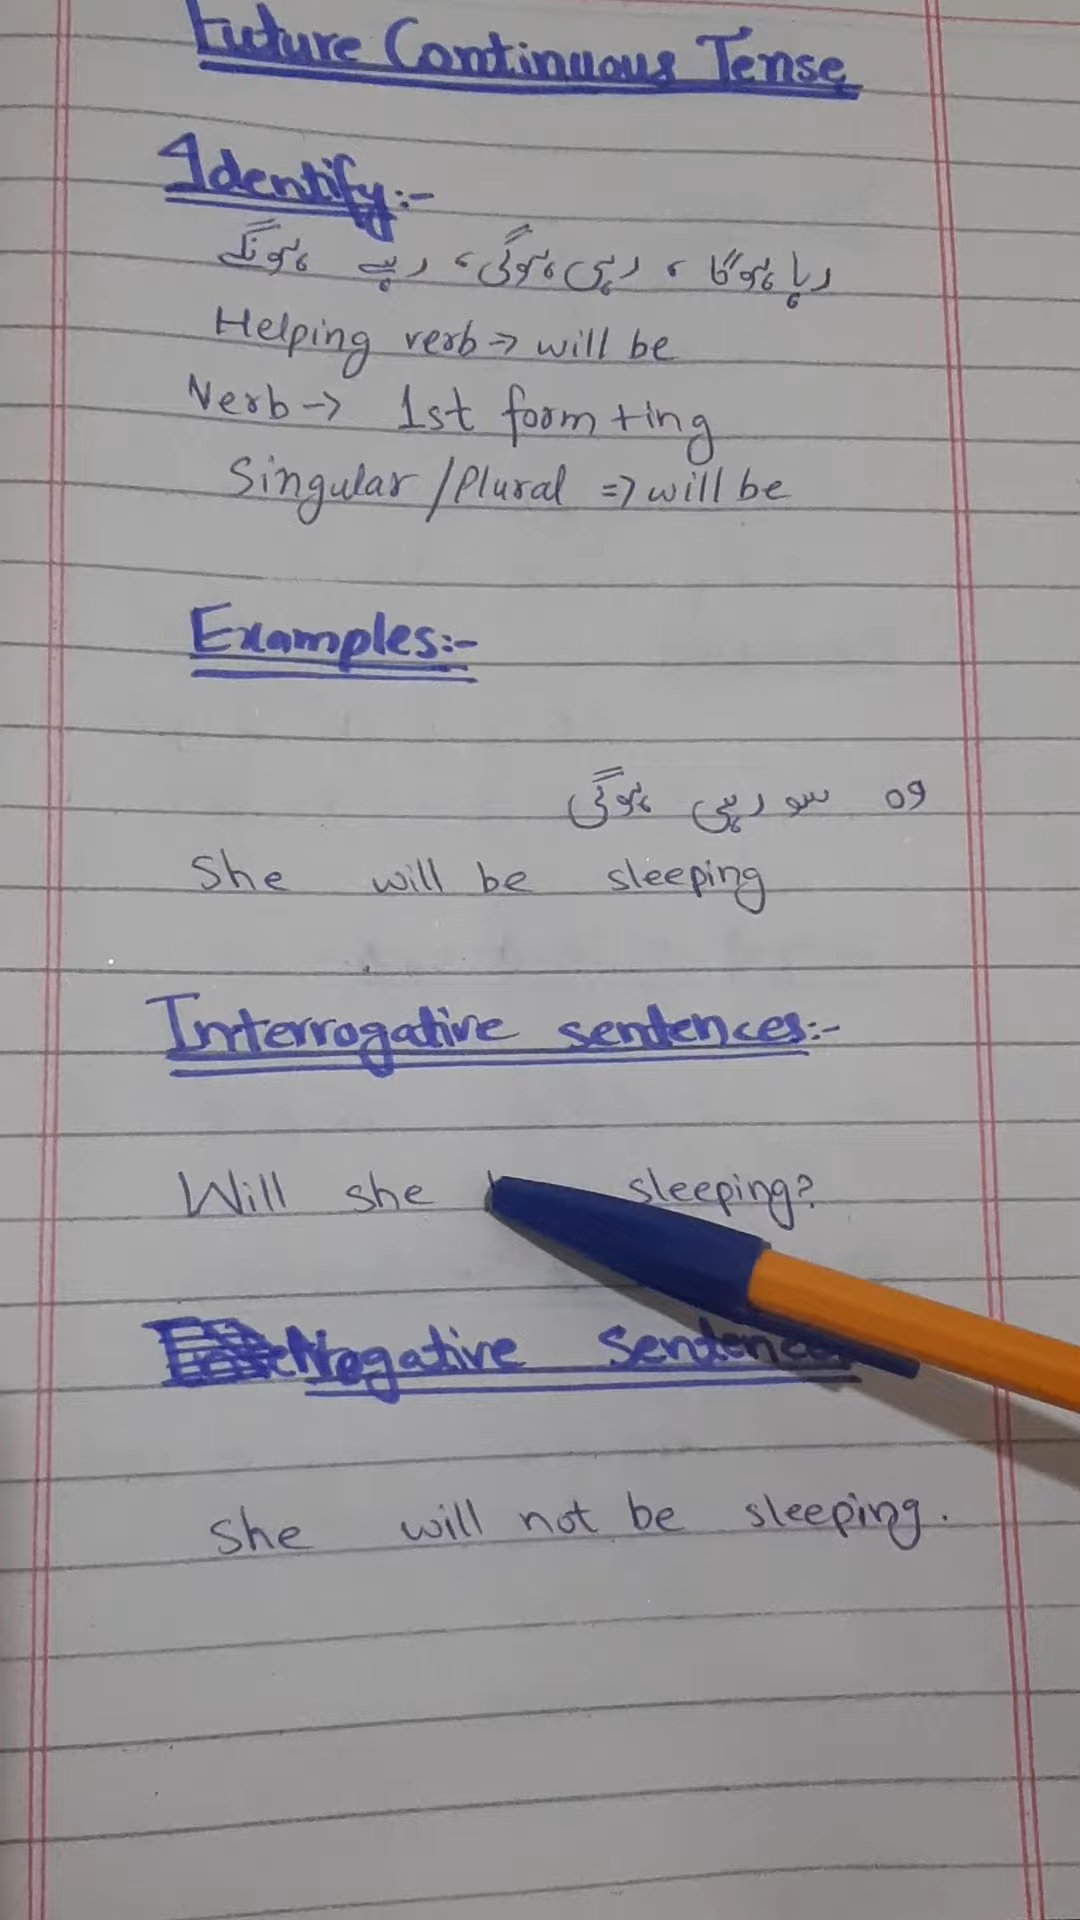 Future Continuous Tense
Identify:-
رہا ہوگا ، رہی ہوگی، رہے ہونگے
Helping verb → will be
Verb → 1st form +ing
Singular /Plural => will be
Examples:-
وہ سو رہی ہوگی
She will be sleeping
Interrogative sentences:-
Will she sleeping?
Negative Sentence
She will not be sleeping.